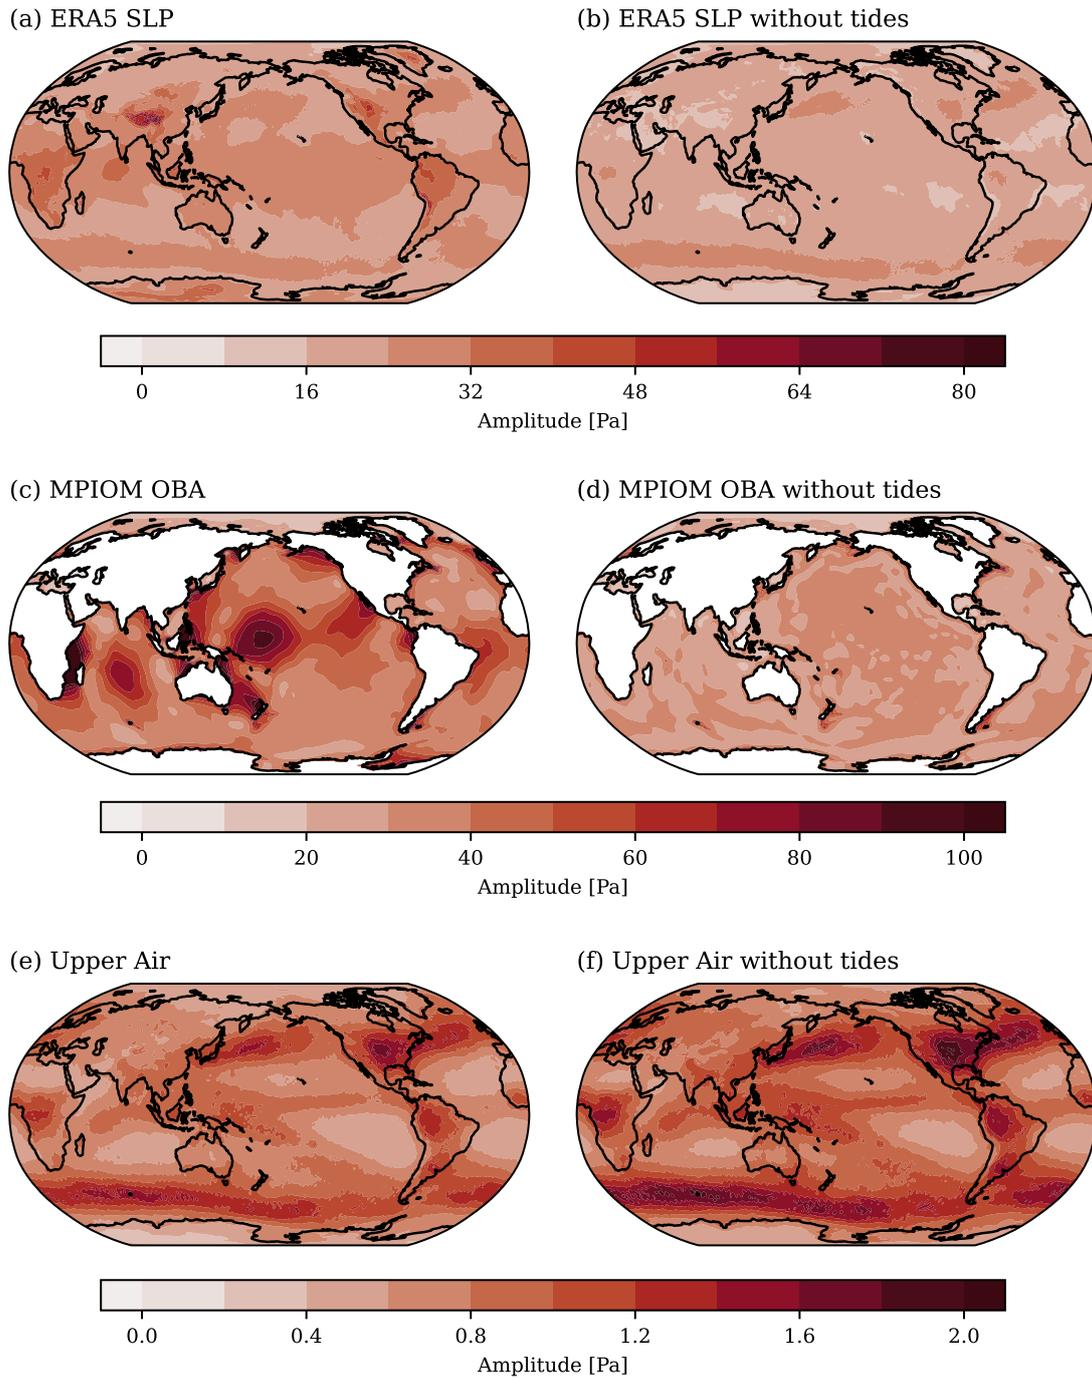 (a) ERA5 SLP
(b) ERA5 SLP without tides
0 16 32 48 64 80
Amplitude [Pa]
(c) MPIOM OBA
(d) MPIOM OBA without tides
0 20 40 60 80 100
Amplitude [Pa]
(e) Upper Air
(f) Upper Air without tides
0.0 0.4 0.8 1.2 1.6 2.0
Amplitude [Pa]